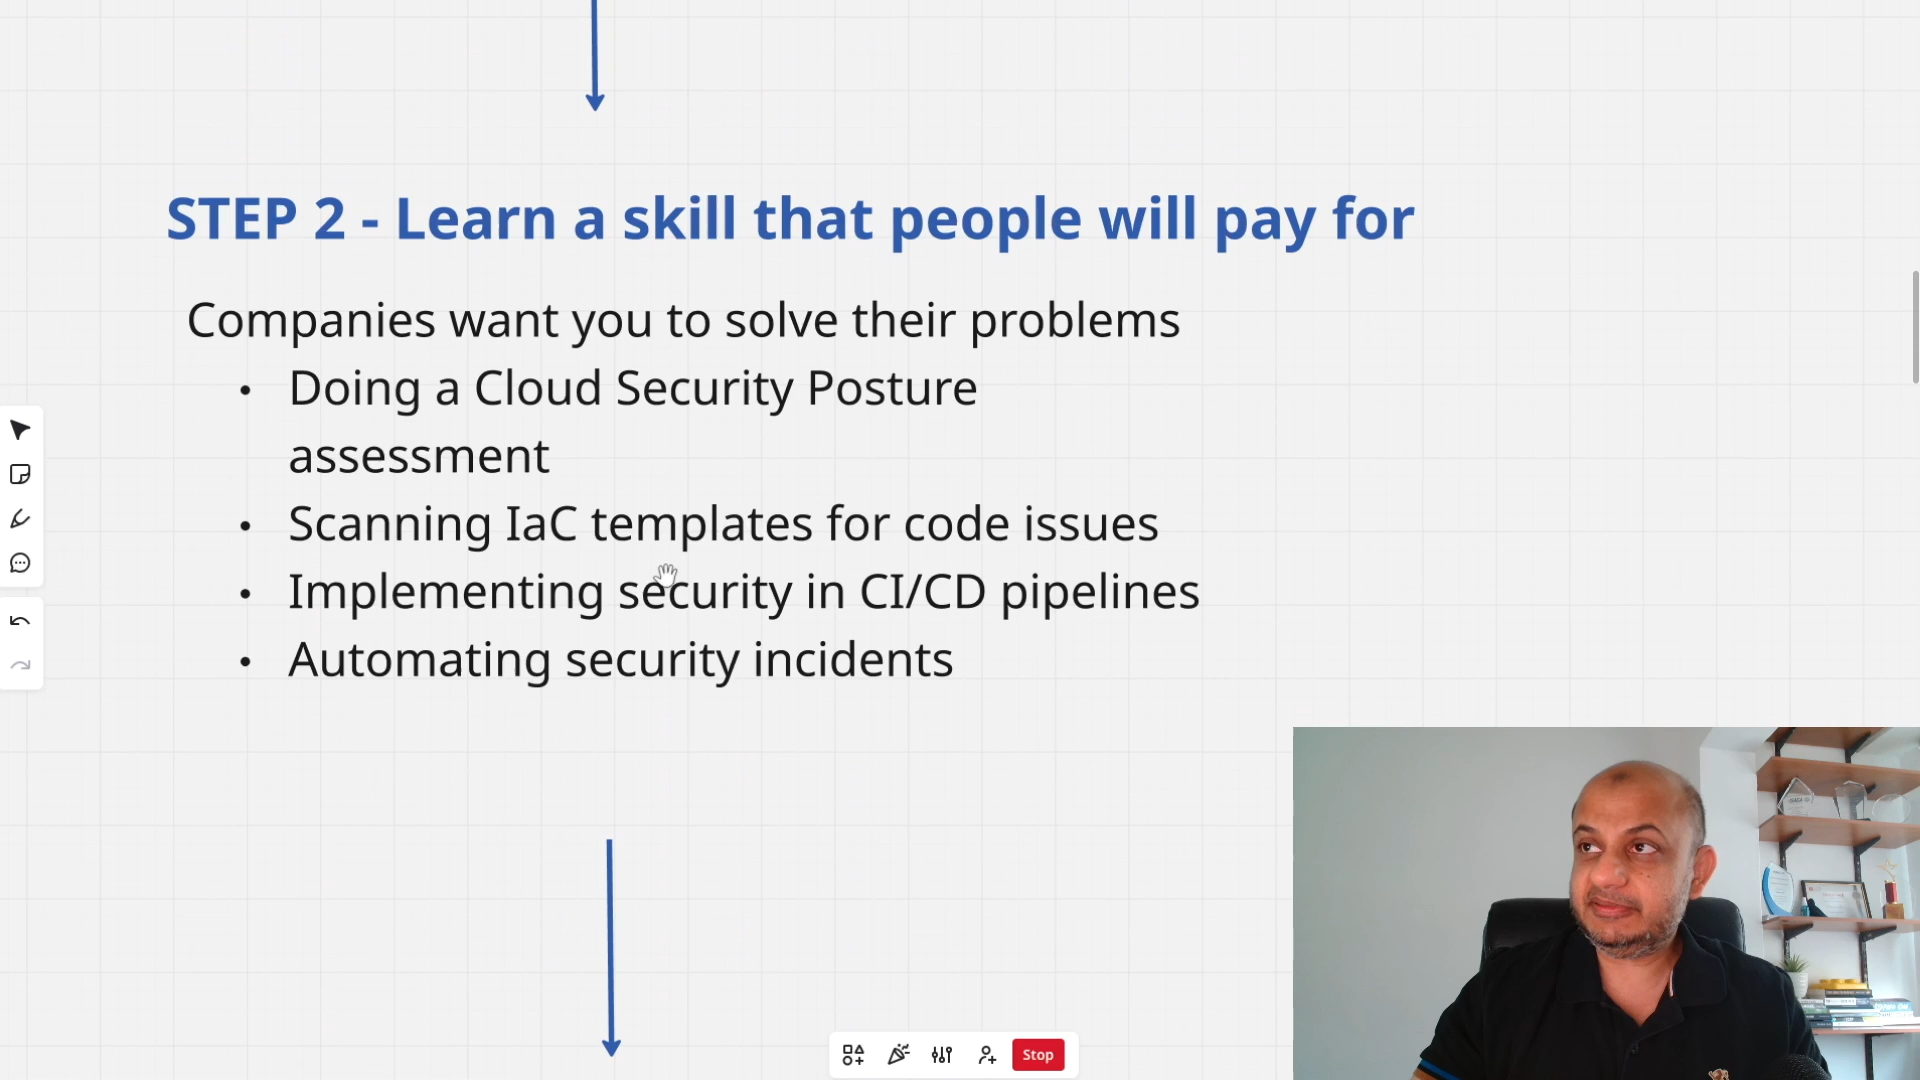 STEP 2 - Learn a skill that people will pay for
Companies want you to solve their problems
• Doing a Cloud Security Posture
assessment
• Scanning IaC templates for code issues
• Implementing security in CI/CD pipelines
• Automating security incidents
Stop